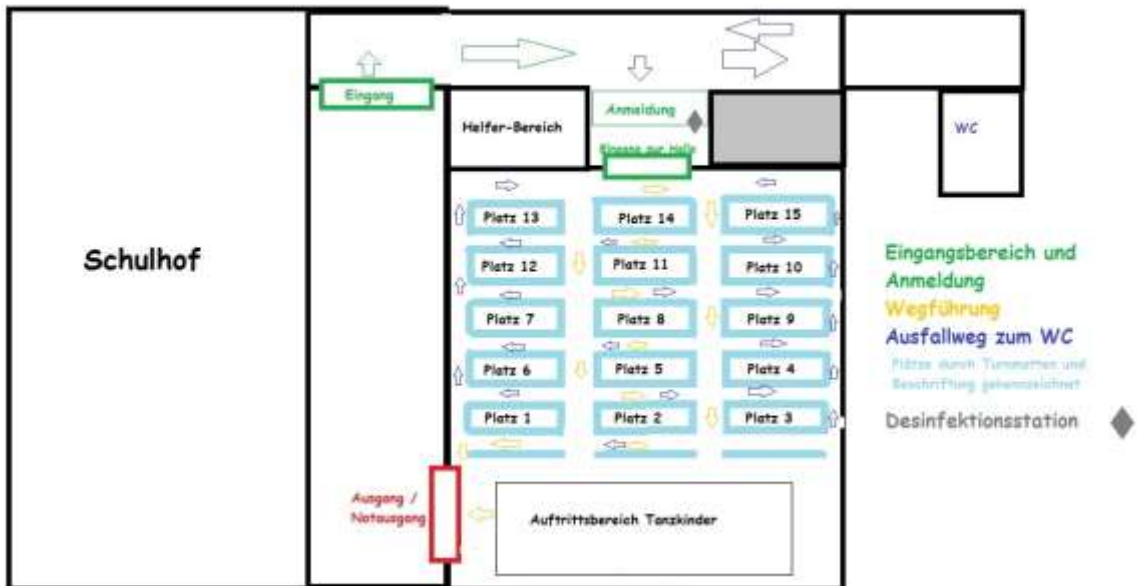 Eingang
Anmeldung
Helfer-Bereich
Eingang zur Halle
WC
Platz 13
Platz 14
Platz 15
Platz 12
Platz 11
Platz 10
Platz 7
Platz 8
Platz 9
Platz 6
Platz 5
Platz 4
Platz 1
Platz 2
Platz 3
Schulhof
Ausgang /
Notausgang
Auftrittsbereich Tanzkinder
Eingangsbereich und
Anmeldung
Wegführung
Ausfallweg zum WC
Plätze durch Turnmatten und
Beschriftung gekennzeichnet
Desinfektionsstation